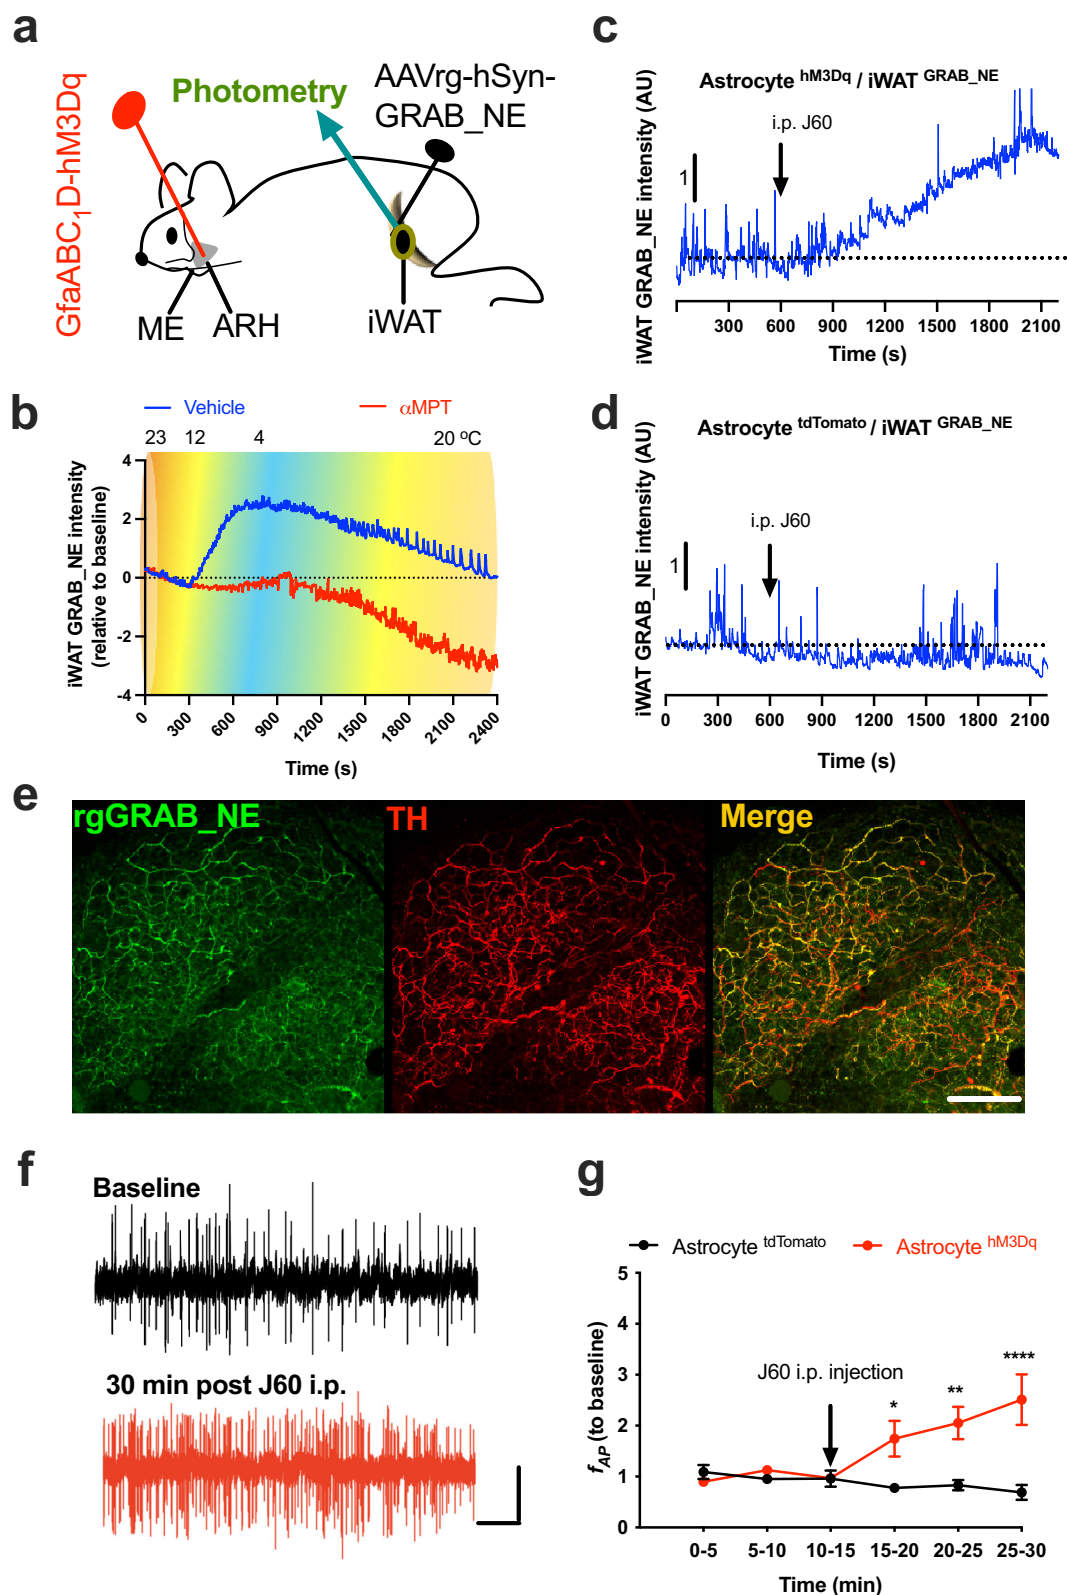 a
GfaABC1D-hM3Dq
Photometry
AAVrg-hSyn-
GRAB_NE
ME
ARH
iWAT
b
Vehicle
αMPT
23 12 4 20 ºC
iWAT GRAB_NE intensity
(relative to baseline)
4
2
0
-2
-4
0 300 600 900 1200 1500 1800 2100 2400
Time (s)
c
Astrocyte hM3Dq / iWAT GRAB_NE
i.p. J60
1
iWAT GRAB_NE intensity (AU)
300 600 900 1200 1500 1800 2100
Time (s)
d
Astrocyte tdTomato / iWAT GRAB_NE
i.p. J60
1
iWAT GRAB_NE intensity (AU)
0 300 600 900 1200 1500 1800 2100
Time (s)
e
rgGRAB_NE
TH
Merge
f
Baseline
30 min post J60 i.p.
g
Astrocyte tdTomato
Astrocyte hM3Dq
fAP (to baseline)
5
4
3
2
1
0
J60 i.p. injection
*
**
****
0-5 5-10 10-15 15-20 20-25 25-30
Time (min)